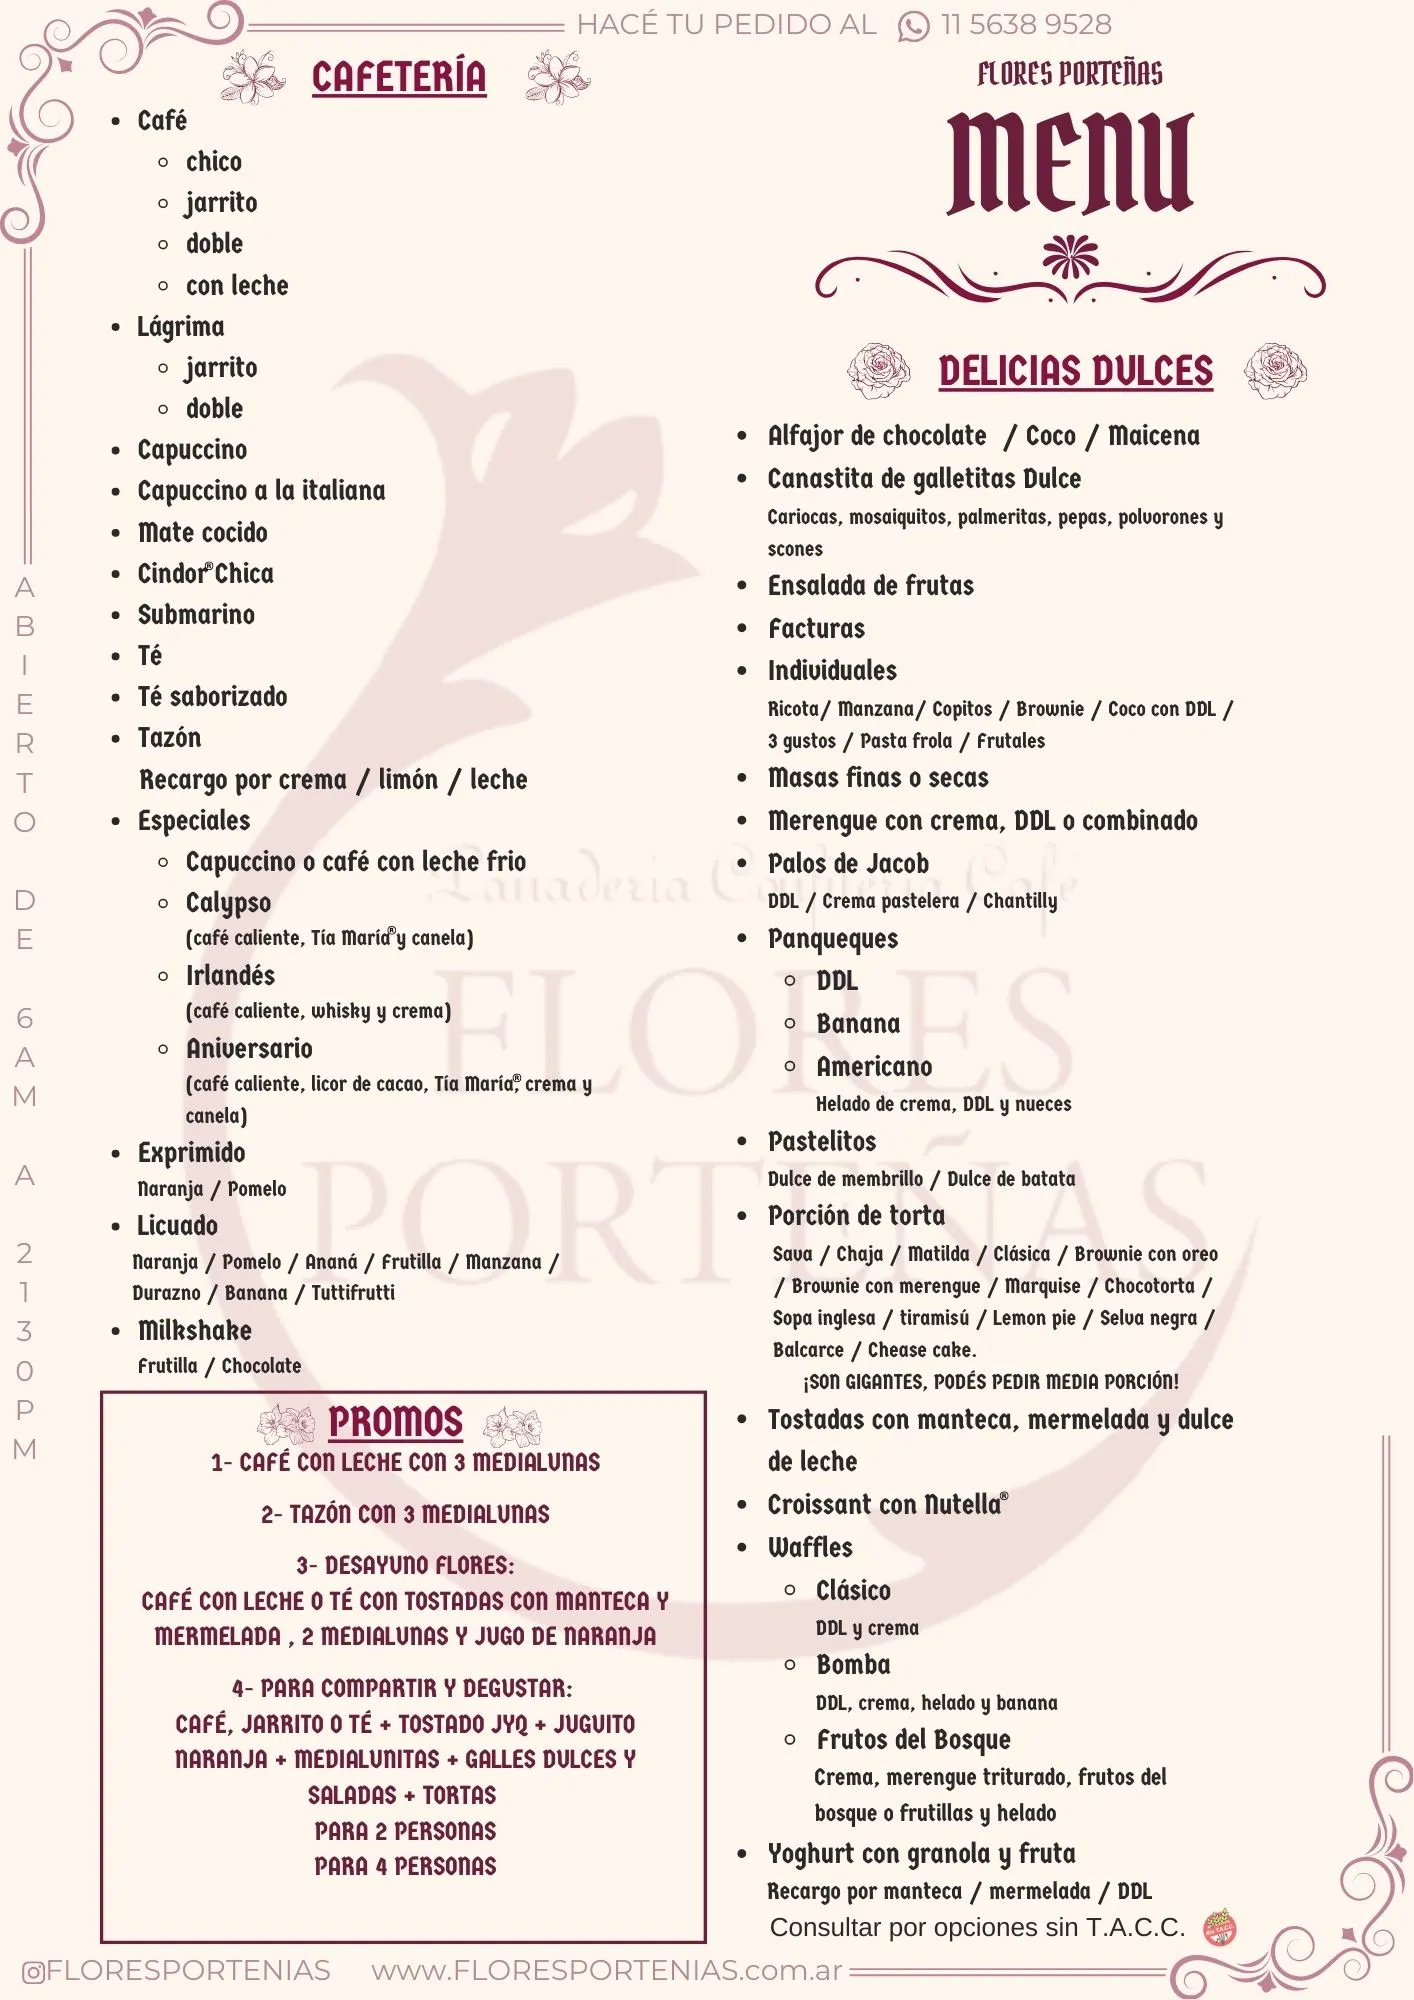 HACÉ TU PEDIDO AL 11 5638 9528
CAFETERÍA
Café
chico
jarrito
doble
con leche
Lágrima
jarrito
doble
Capuccino
Capuccino a la italiana
Mate cocido
Cindor® Chica
Submarino
Té
Té saborizado
Tazón
Recargo por crema / limón / leche
Especiales
Capuccino o café con leche frio
Calypso
(café caliente, Tía María® y canela)
Irlandés
(café caliente, whisky y crema)
Aniversario
(café caliente, licor de cacao, Tía María®, crema y
canela)
Exprimido
Naranja / Pomelo
Licuado
Naranja / Pomelo / Ananá / Frutilla / Manzana /
Durazno / Banana / Tuttifrutti
Milkshake
Frutilla / Chocolate
PROMOS
1- CAFÉ CON LECHE CON 3 MEDIALUNAS
2- TAZÓN CON 3 MEDIALUNAS
3- DESAYUNO FLORES:
CAFÉ CON LECHE O TÉ CON TOSTADAS CON MANTECA Y
MERMELADA , 2 MEDIALUNAS Y JUGO DE NARANJA
4- PARA COMPARTIR Y DEGUSTAR:
CAFÉ, JARRITO O TÉ + TOSTADO JYQ + JUGUITO
NARANJA + MEDIALUNITAS + GALLES DULCES Y
SALADAS + TORTAS
PARA 2 PERSONAS
PARA 4 PERSONAS
FLORES PORTEÑAS
MENU
DELICIAS DULCES
Alfajor de chocolate / Coco / Maicena
Canastita de galletitas Dulce
Cariocas, mosaiquitos, palmeritas, pepas, polvorones y
scones
Ensalada de frutas
Facturas
Individuales
Ricota/ Manzana/ Copitos / Brownie / Coco con DDL /
3 gustos / Pasta frola / Frutales
Masas finas o secas
Merengue con crema, DDL o combinado
Palos de Jacob
DDL / Crema pastelera / Chantilly
Panqueques
DDL
Banana
Americano
Helado de crema, DDL y nueces
Pastelitos
Dulce de membrillo / Dulce de batata
Porción de torta
Sava / Chaja / Matilda / Clásica / Brownie con oreo
/ Brownie con merengue / Marquise / Chocotorta /
Sopa inglesa / tiramisú / Lemon pie / Selva negra /
Balcarce / Chease cake.
¡SON GIGANTES, PODÉS PEDIR MEDIA PORCIÓN!
Tostadas con manteca, mermelada y dulce
de leche
Croissant con Nutella®
Waffles
Clásico
DDL y crema
Bomba
DDL, crema, helado y banana
Frutos del Bosque
Crema, merengue triturado, frutos del
bosque o frutillas y helado
Yoghurt con granola y fruta
Recargo por manteca / mermelada / DDL
Consultar por opciones sin T.A.C.C.
ABIERTO DE 6AM A 2130PM
Panaderia Confiteria Café
FLORES
PORTEÑAS
FLORESPORTENIAS www.FLORESPORTENIAS.com.ar